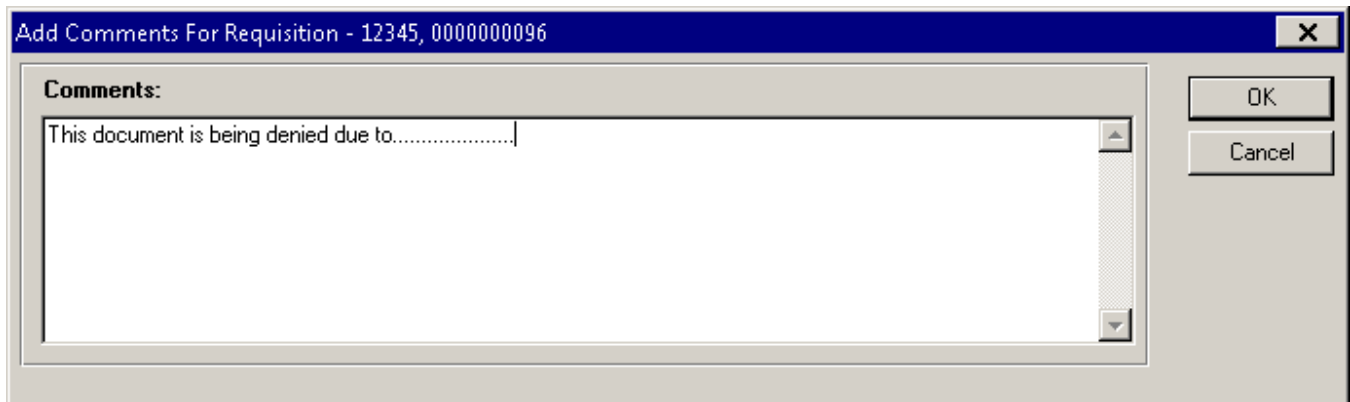 Add Comments For Requisition - 12345, 0000000096
Comments:
OK
This document is being denied due to.....................
Cancel